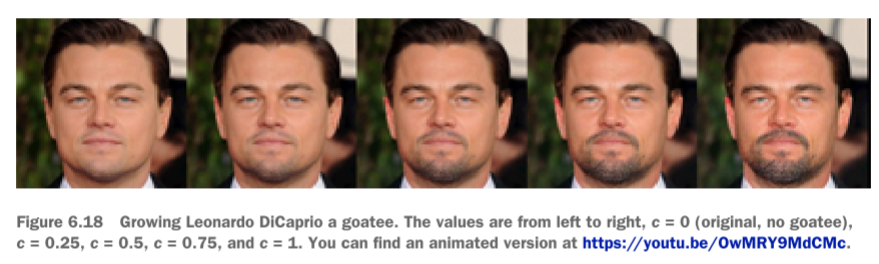 Figure 6.18 Growing Leonardo DiCaprio a goatee. The values are from left to right, c = 0 (original, no goatee),
c = 0.25, c = 0.5, c = 0.75, and c = 1. You can find an animated version at https://youtu.be/OwMRY9MdCMc.